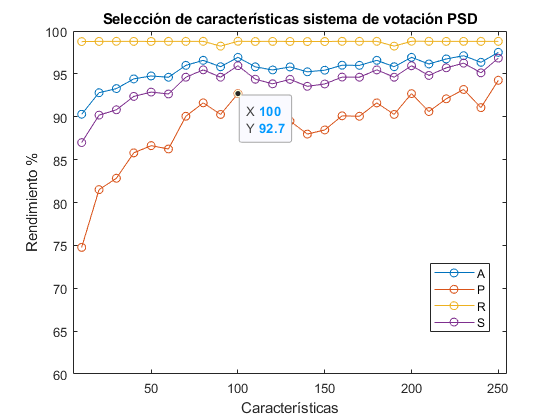 Selección de características sistema de votación PSD
100
95
90
85
80
75
70
65
60
Rendimiento %
X 100
Y 92.7
A
P
R
S
50
100
150
200
250
Características